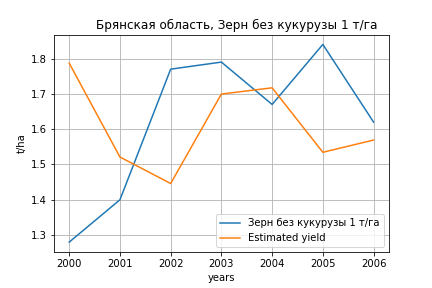 Брянская область, Зерн без кукурузы 1 т/га
1.8
1.7
1.6
1.5
1.4
1.3
t/ha
Зерн без кукурузы 1 т/га
Estimated yield
2000 2001 2002 2003 2004 2005 2006
years